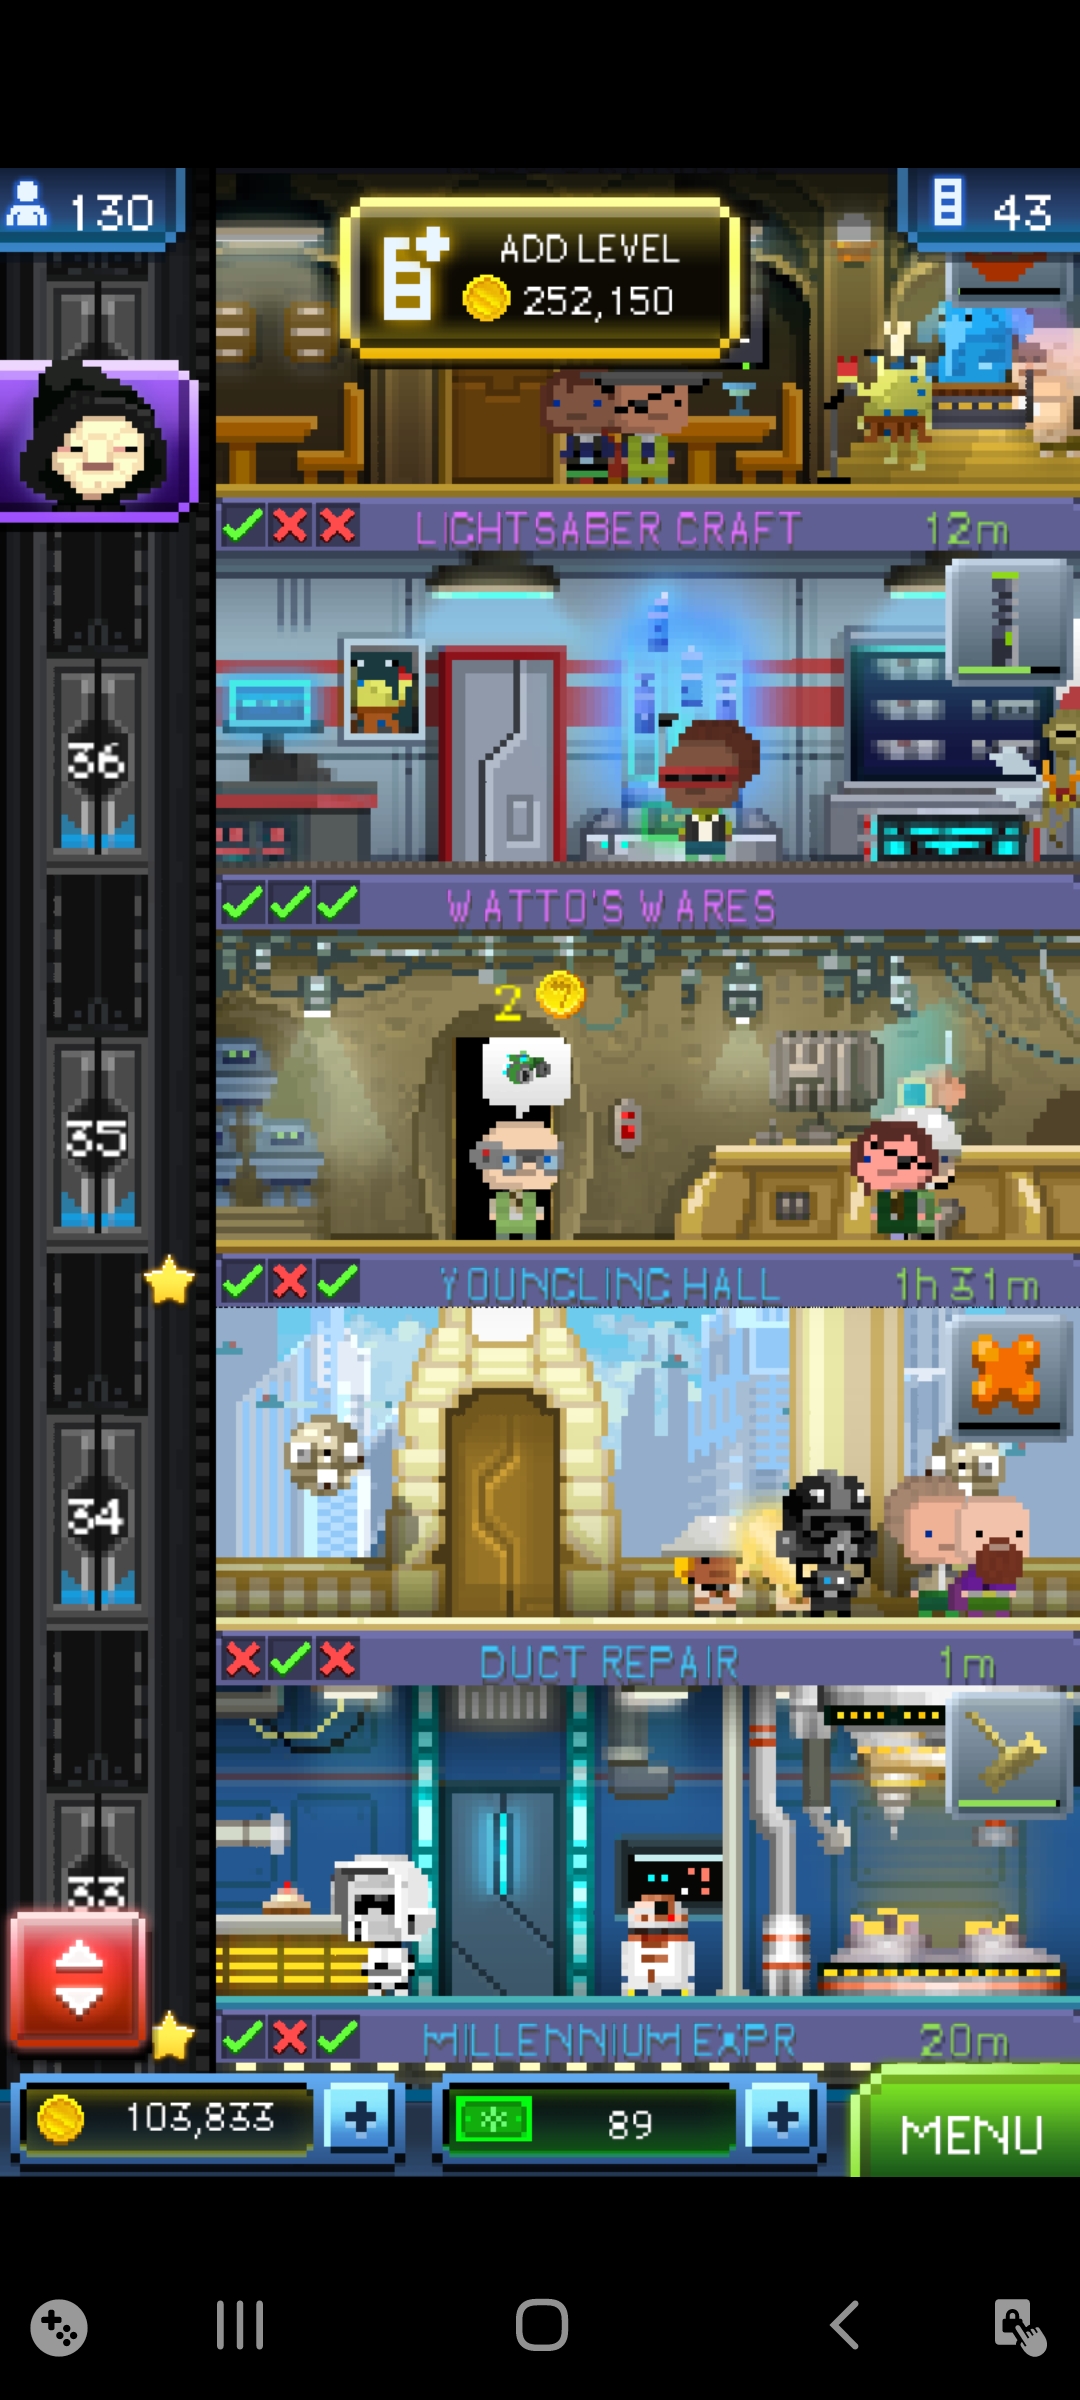 130
ADD LEVEL
252,150
43
LIGHTSABER CRAFT 12m
36
WATTO'S WARES
2
35
YOUNGLING HALL 1h 31m
34
DUCT REPAIR 1m
33
MILLENNIUM EXPR 20m
103,833
89
MENU